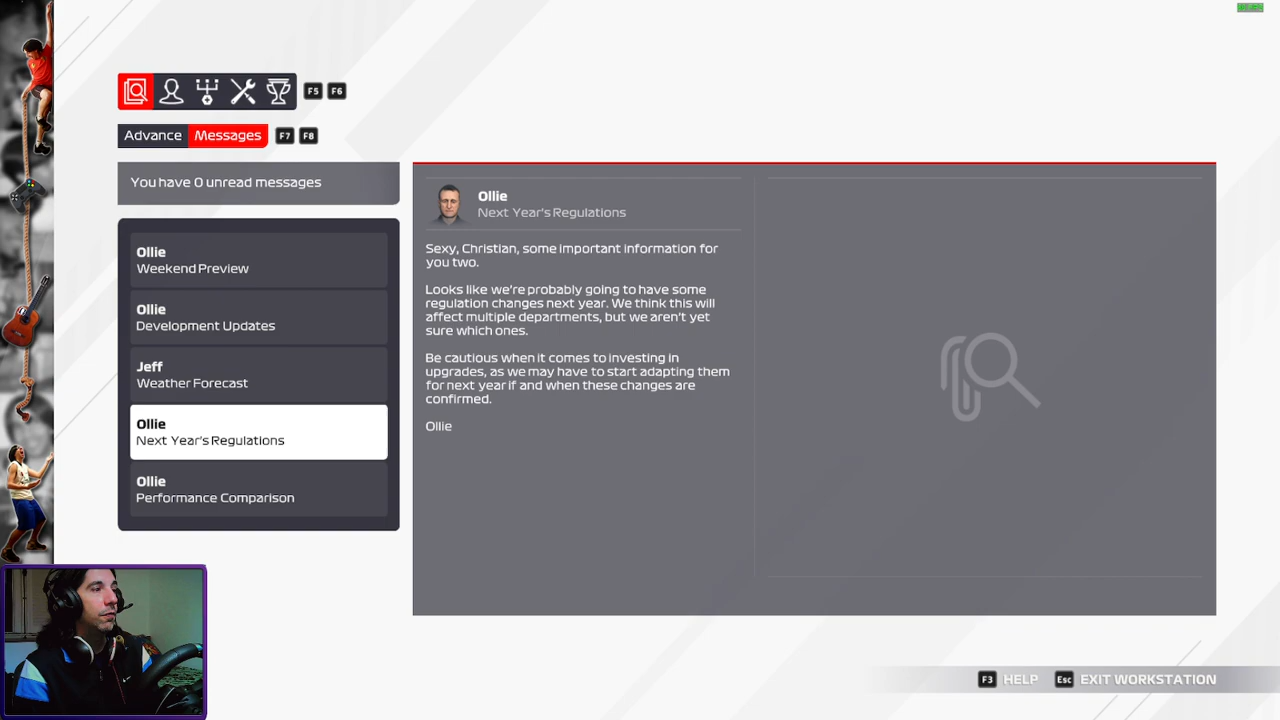 F5 F6
Advance Messages F7 F8
You have 0 unread messages
Ollie
Weekend Preview
Ollie
Development Updates
Jeff
Weather Forecast
Ollie
Next Year's Regulations
Ollie
Performance Comparison
Ollie
Next Year's Regulations
Sexy, Christian, some important information for
you two.
Looks like we're probably going to have some
regulation changes next year. We think this will
affect multiple departments, but we aren't yet
sure which ones.
Be cautious when it comes to investing in
upgrades, as we may have to start adapting them
for next year if and when these changes are
confirmed.
Ollie
F3 HELP Esc EXIT WORKSTATION